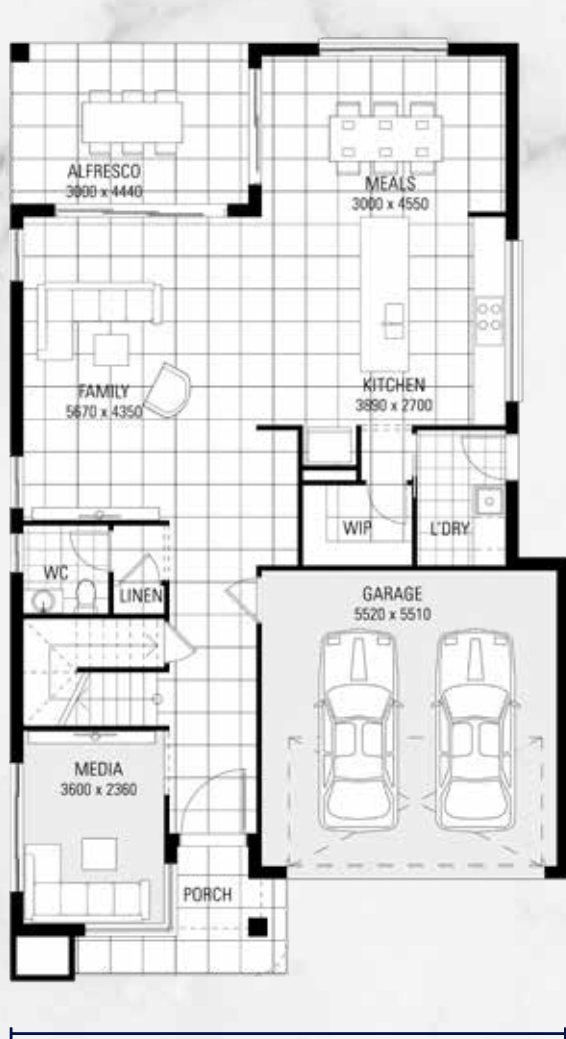 ALFRESCO
3000 x 4440
MEALS
3000 x 4550
FAMILY
5670 x 4350
KITCHEN
3890 x 2700
WIP
L'DRY
WC
LINEN
GARAGE
5520 x 5510
MEDIA
3600 x 2360
PORCH